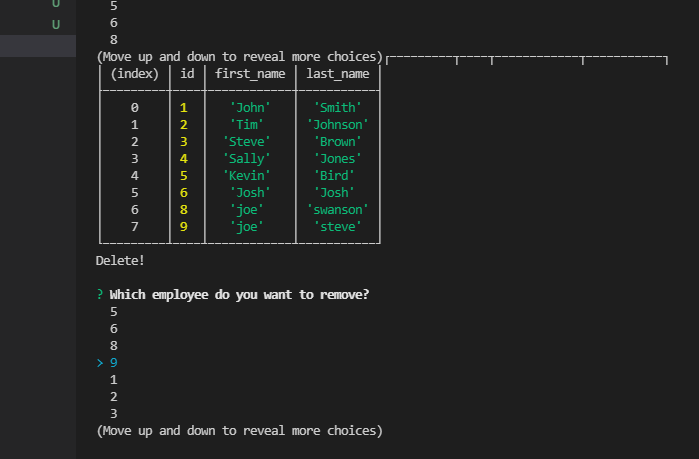 U
5
U
6
8
(Move up and down to reveal more choices)
(index) id first_name last_name
0 1 'John' 'Smith'
1 2 'Tim' 'Johnson'
2 3 'Steve' 'Brown'
3 4 'Sally' 'Jones'
4 5 'Kevin' 'Bird'
5 6 'Josh' 'Josh'
6 8 'joe' 'swanson'
7 9 'joe' 'steve'
Delete!
? Which employee do you want to remove?
5
6
8
> 9
1
2
3
(Move up and down to reveal more choices)